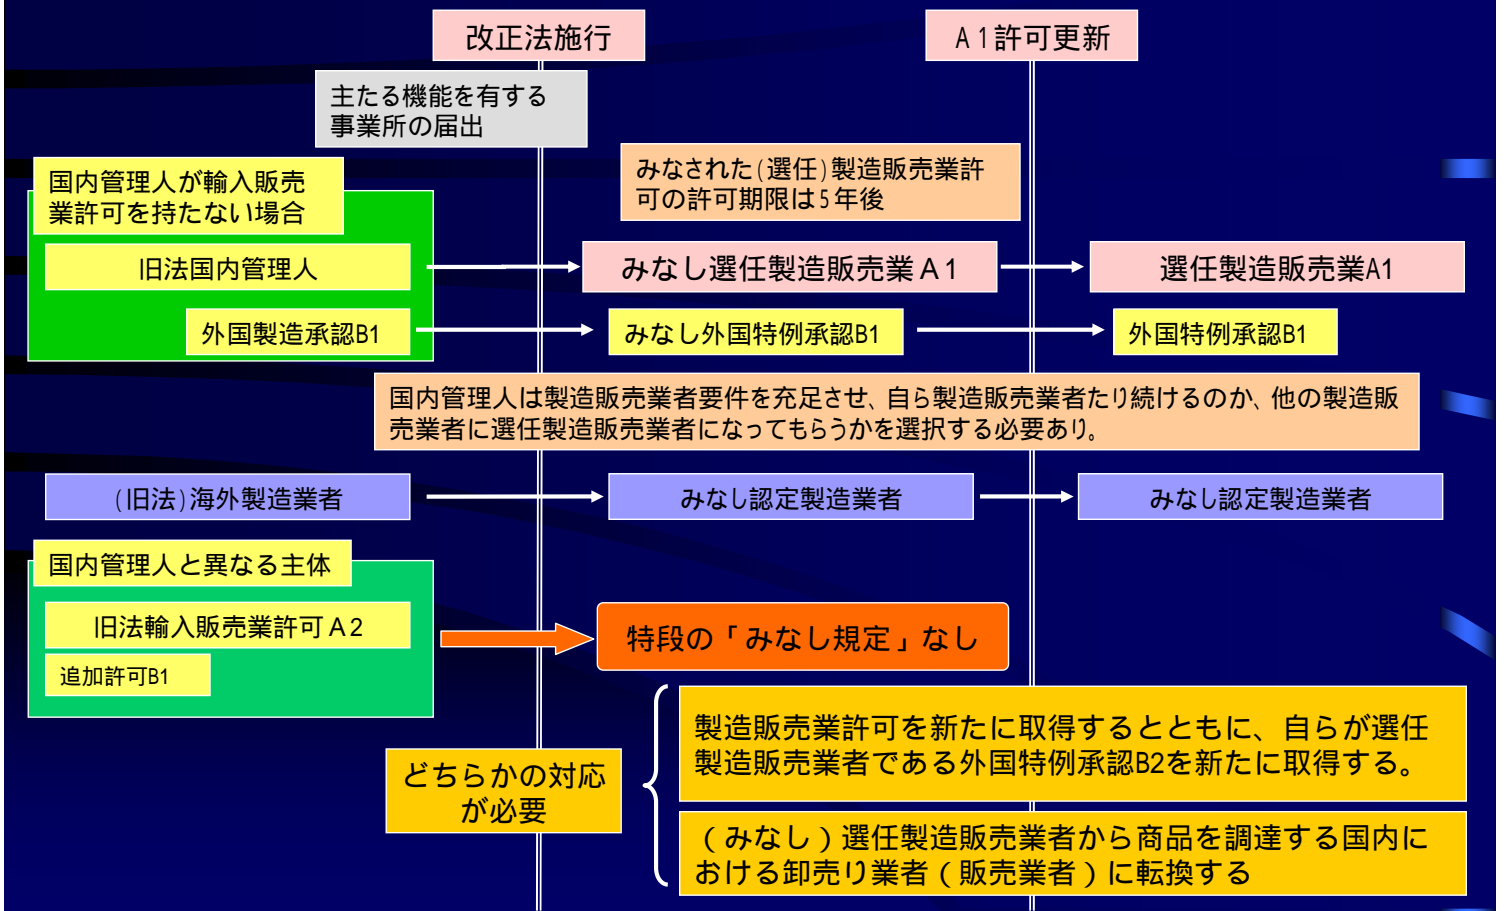 改正法施行
A1許可更新
主たる機能を有する
事業所の届出
国内管理人が輸入販売
業許可を持たない場合
みなされた(選任)製造販売業許
可の許可期限は5年後
旧法国内管理人
みなし選任製造販売業A1
選任製造販売業A1
外国製造承認B1
みなし外国特例承認B1
外国特例承認B1
国内管理人は製造販売業者要件を充足させ、自ら製造販売業者たり続けるのか、他の製造販
売業者に選任製造販売業者になってもらうかを選択する必要あり。
(旧法)海外製造業者
みなし認定製造業者
みなし認定製造業者
国内管理人と異なる主体
旧法輸入販売業許可A2
追加許可B1
特段の「みなし規定」なし
どちらかの対応
が必要
製造販売業許可を新たに取得するとともに、自らが選任
製造販売業者である外国特例承認B2を新たに取得する。
(みなし)選任製造販売業者から商品を調達する国内に
おける卸売り業者(販売業者)に転換する